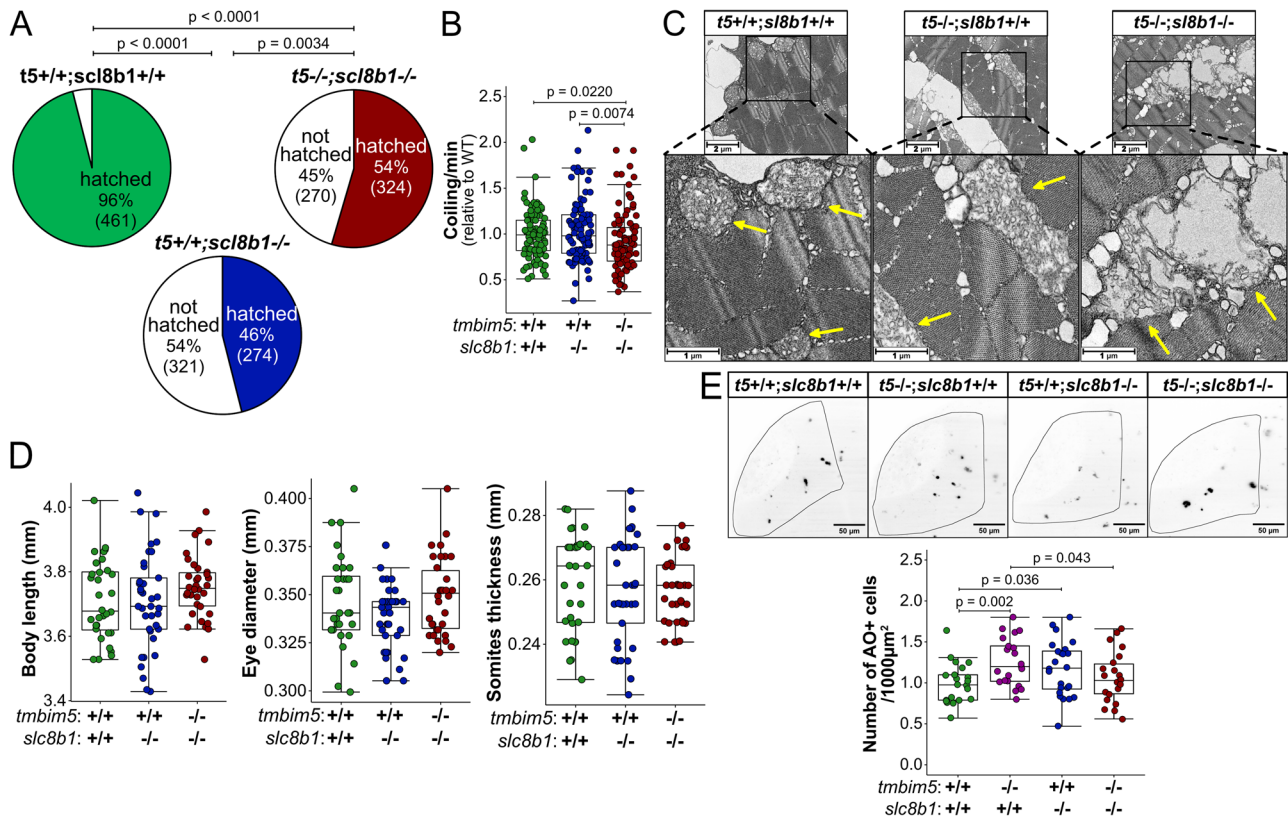 A
p < 0.0001
p < 0.0001
p = 0.0034
t5+/+;scl8b1+/+
t5-/-;scl8b1-/-
hatched
96%
(461)
not
hatched
45%
(270)
hatched
54%
(324)
t5+/+;scl8b1-/-
not
hatched
54%
(321)
hatched
46%
(274)
B
p = 0.0220
p = 0.0074
Coiling/min
(relative to WT)
2.5
2.0
1.5
1.0
0.5
tmbim5: +/+ +/+ -/-
slc8b1: +/+ -/- -/-
C
t5+/+;sl8b1+/+
t5-/-;sl8b1+/+
t5-/-;sl8b1-/-
2 µm
2 µm
2 µm
1 µm
1 µm
1 µm
D
Body length (mm)
4.0
3.8
3.6
3.4
tmbim5: +/+ +/+ -/-
slc8b1: +/+ -/- -/-
Eye diameter (mm)
0.400
0.375
0.350
0.325
0.300
+/+ +/+ -/-
+/+ -/- -/-
Somites thickness (mm)
0.28
0.26
0.24
+/+ +/+ -/-
+/+ -/- -/-
E
t5+/+;slc8b1+/+
t5-/-;slc8b1+/+
t5+/+;slc8b1-/-
t5-/-;slc8b1-/-
50 µm
50 µm
50 µm
50 µm
p = 0.043
p = 0.036
p = 0.002
Number of AO+ cells
/1000µm²
2.0
1.5
1.0
0.5
0.0
tmbim5: +/+ -/- +/+ -/-
slc8b1: +/+ +/+ -/- -/-